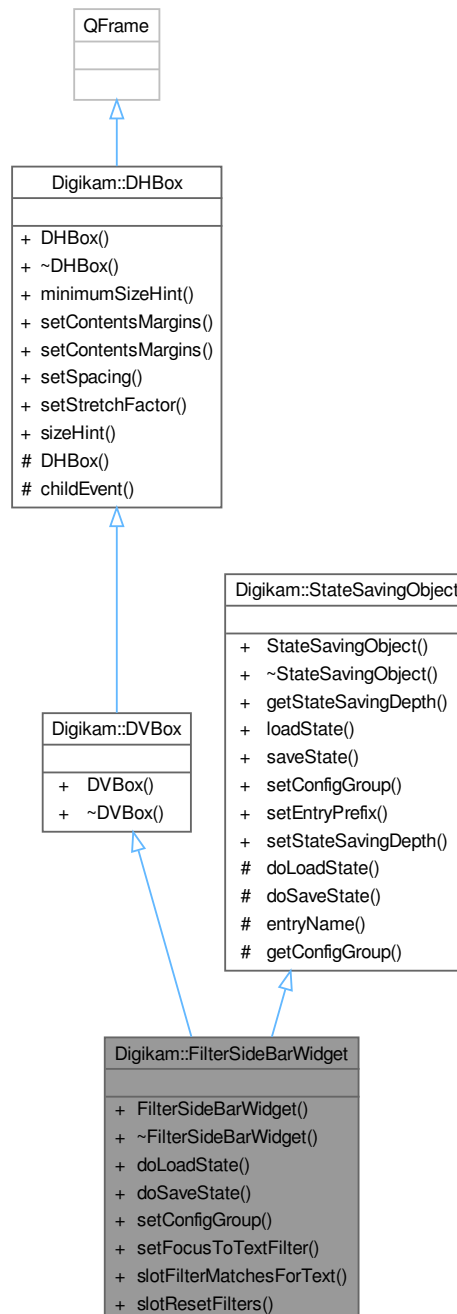 QFrame
Digikam::DHBox
+ DHBox()
+ ~DHBox()
+ minimumSizeHint()
+ setContentsMargins()
+ setContentsMargins()
+ setSpacing()
+ setStretchFactor()
+ sizeHint()
# DHBox()
# childEvent()
Digikam::StateSavingObject
+ StateSavingObject()
+ ~StateSavingObject()
+ getStateSavingDepth()
+ loadState()
+ saveState()
+ setConfigGroup()
+ setEntryPrefix()
+ setStateSavingDepth()
# doLoadState()
# doSaveState()
# entryName()
# getConfigGroup()
Digikam::DVBox
+ DVBox()
+ ~DVBox()
Digikam::FilterSideBarWidget
+ FilterSideBarWidget()
+ ~FilterSideBarWidget()
+ doLoadState()
+ doSaveState()
+ setConfigGroup()
+ setFocusToTextFilter()
+ slotFilterMatchesForText()
+ slotResetFilters()